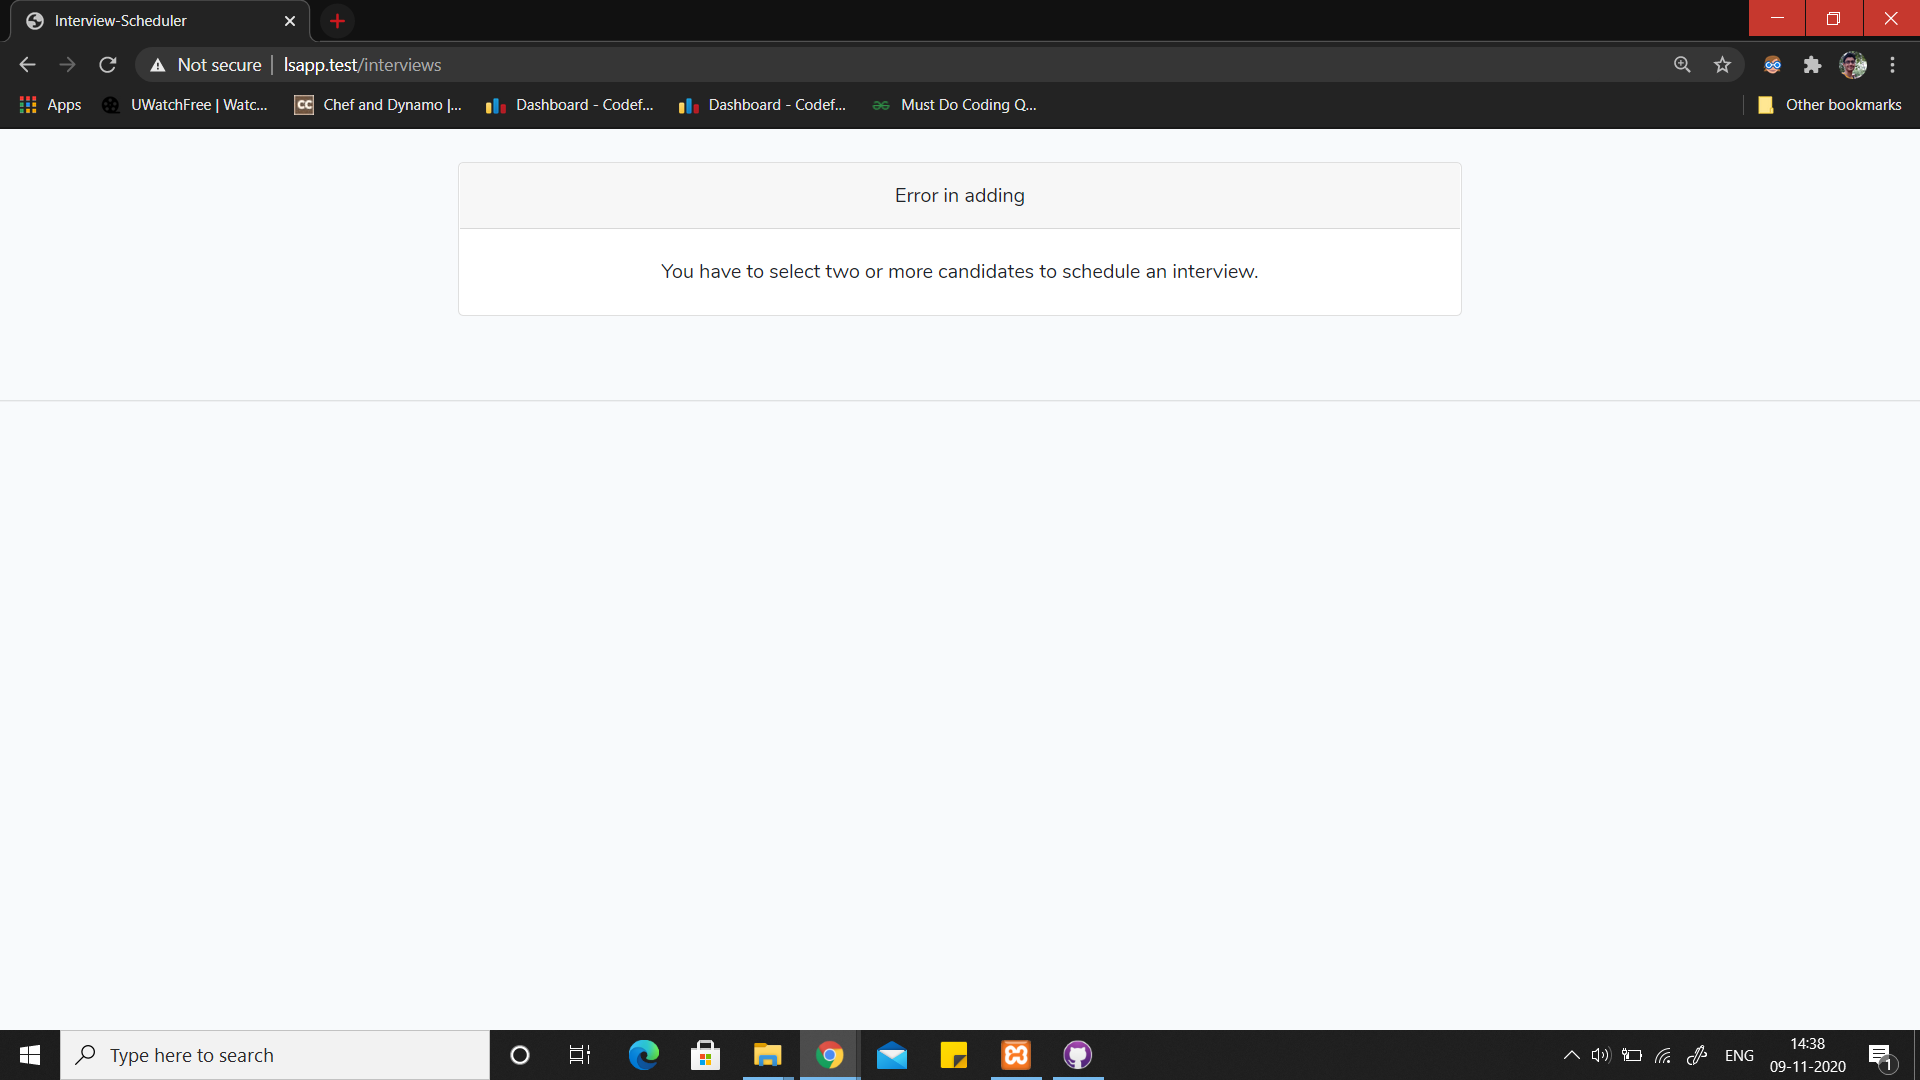 Interview-Scheduler
Not secure | lsapp.test/interviews
Apps
UWatchFree | Watc...
CC
Chef and Dynamo |...
Dashboard - Codef...
Dashboard - Codef...
Must Do Coding Q...
Other bookmarks
Error in adding
You have to select two or more candidates to schedule an interview.
Type here to search
ENG
14:38
09-11-2020
1